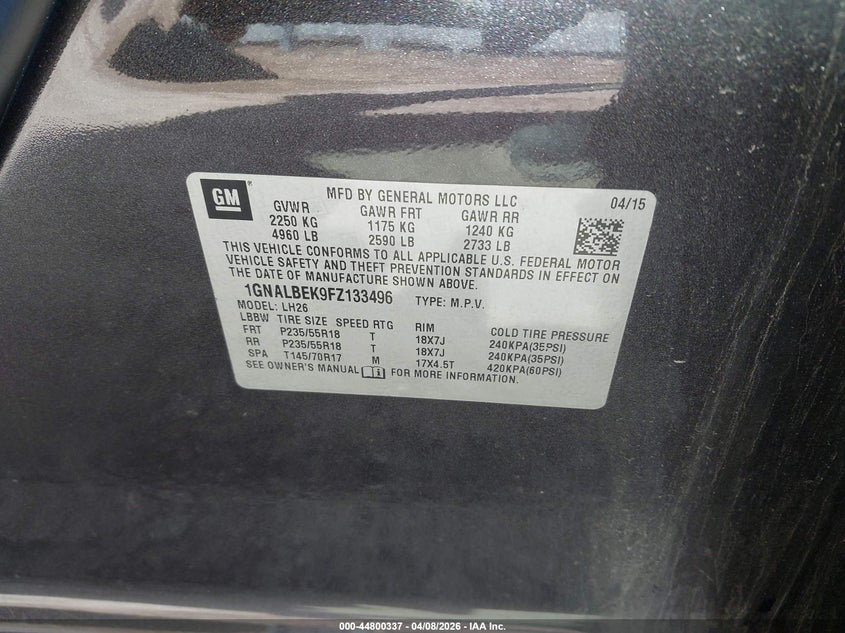 GM
MFD BY GENERAL MOTORS LLC 04/15
GVWR GAWR FRT GAWR RR
2250 KG 1175 KG 1240 KG
4960 LB 2590 LB 2733 LB
THIS VEHICLE CONFORMS TO ALL APPLICABLE U.S. FEDERAL MOTOR
VEHICLE SAFETY AND THEFT PREVENTION STANDARDS IN EFFECT ON
THE DATE OF MANUFACTURE SHOWN ABOVE.
1GNALBEK9FZ133496 TYPE: M.P.V.
MODEL: LH26
LBBW TIRE SIZE SPEED RTG RIM COLD TIRE PRESSURE
FRT P235/55R18 T 18X7J 240KPA(35PSI)
RR P235/55R18 T 18X7J 240KPA(35PSI)
SPA T145/70R17 M 17X4.5T 420KPA(60PSI)
SEE OWNER'S MANUAL FOR MORE INFORMATION.
000-44800337 - 04/08/2026 - IAA Inc.